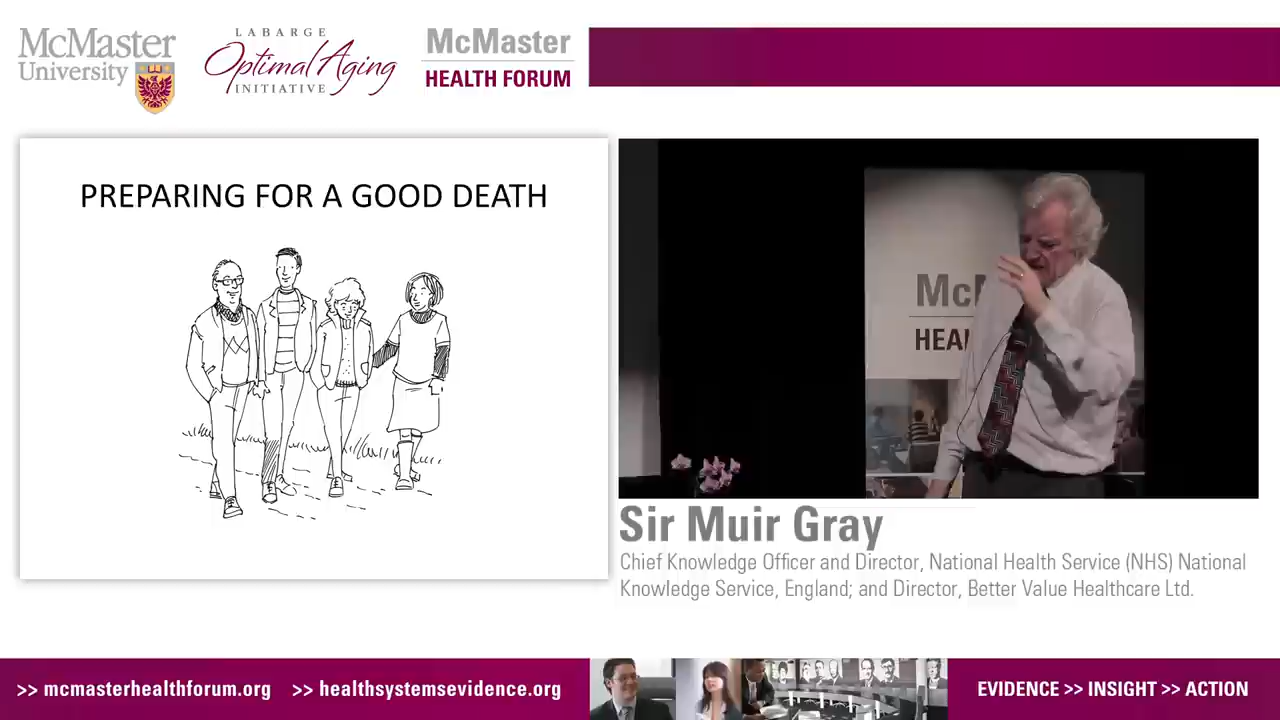 McMaster
University
LABARGE
Optimal Aging
INITIATIVE
McMaster
HEALTH FORUM
PREPARING FOR A GOOD DEATH
McM
HEAL
Sir Muir Gray
Chief Knowledge Officer and Director, National Health Service (NHS) National
Knowledge Service, England; and Director, Better Value Healthcare Ltd.
>> mcmasterhealthforum.org >> healthsystemsevidence.org
EVIDENCE >> INSIGHT >> ACTION